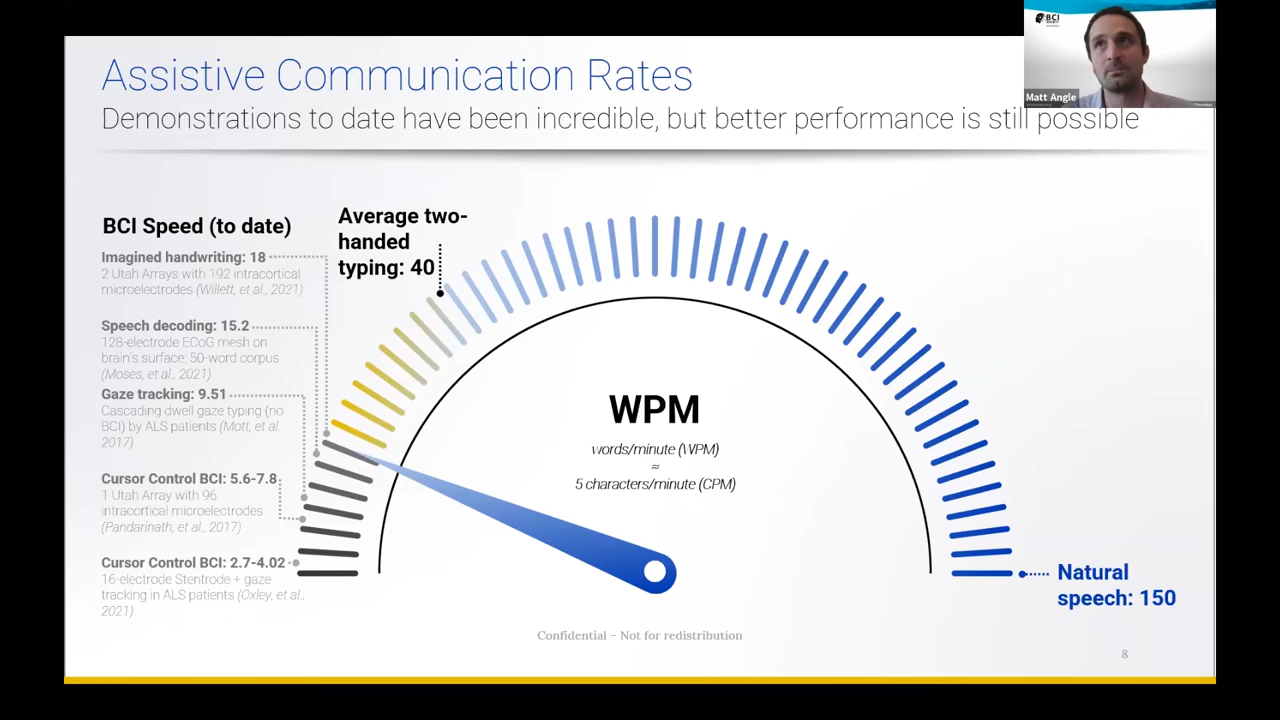 BCI
Matt Angle
Assistive Communication Rates
Demonstrations to date have been incredible, but better performance is still possible
BCI Speed (to date)
Imagined handwriting: 18
2 Utah Arrays with 192 intracortical
microelectrodes (Willett, et al., 2021)
Speech decoding: 15.2
128-electrode ECoG mesh on
brain's surface; 50-word corpus
(Moses, et al., 2021)
Gaze tracking: 9.51
Cascading dwell gaze typing (no
BCI) by ALS patients (Mott, et al.
2017)
Cursor Control BCI: 5.6-7.8
1 Utah Array with 96
intracortical microelectrodes
(Pandarinath, et al., 2017)
Cursor Control BCI: 2.7-4.02
16-electrode Stentrode + gaze
tracking in ALS patients (Oxley, et al.,
2021)
Average two-
handed
typing: 40
WPM
words/minute (WPM)
≈
5 characters/minute (CPM)
Natural
speech: 150
Confidential – Not for redistribution
8